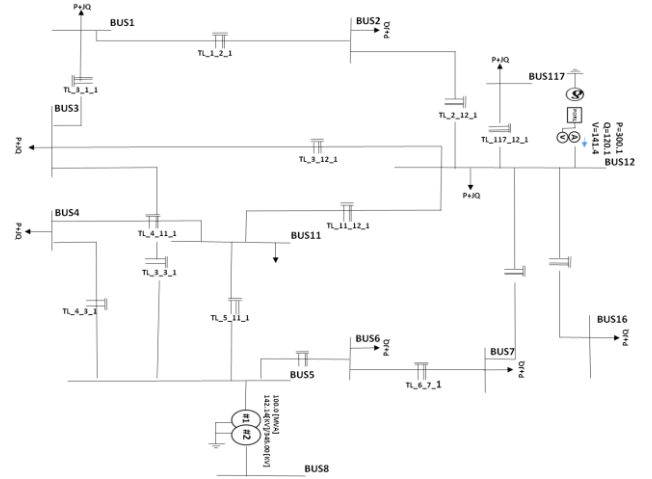 BUS1
P+JQ
BUS2
P+JQ
TL_1_2_1
P+JQ
BUS117
TL_3_1_1
BUS3
TL_2_12_1
TL_117_12_1
P=300.1
Q=120.1
V=141.4
A
V
BUS12
P+JQ
TL_3_12_1
P+JQ
BUS4
P+JQ
TL_4_11_1
TL_11_12_1
BUS11
TL_3_3_1
TL_4_3_1
TL_5_11_1
BUS6
P+JQ
BUS16
P+JQ
BUS7
P+JQ
BUS5
TL_6_7_1
#1
#2
100.0 [MVA]
BUS8